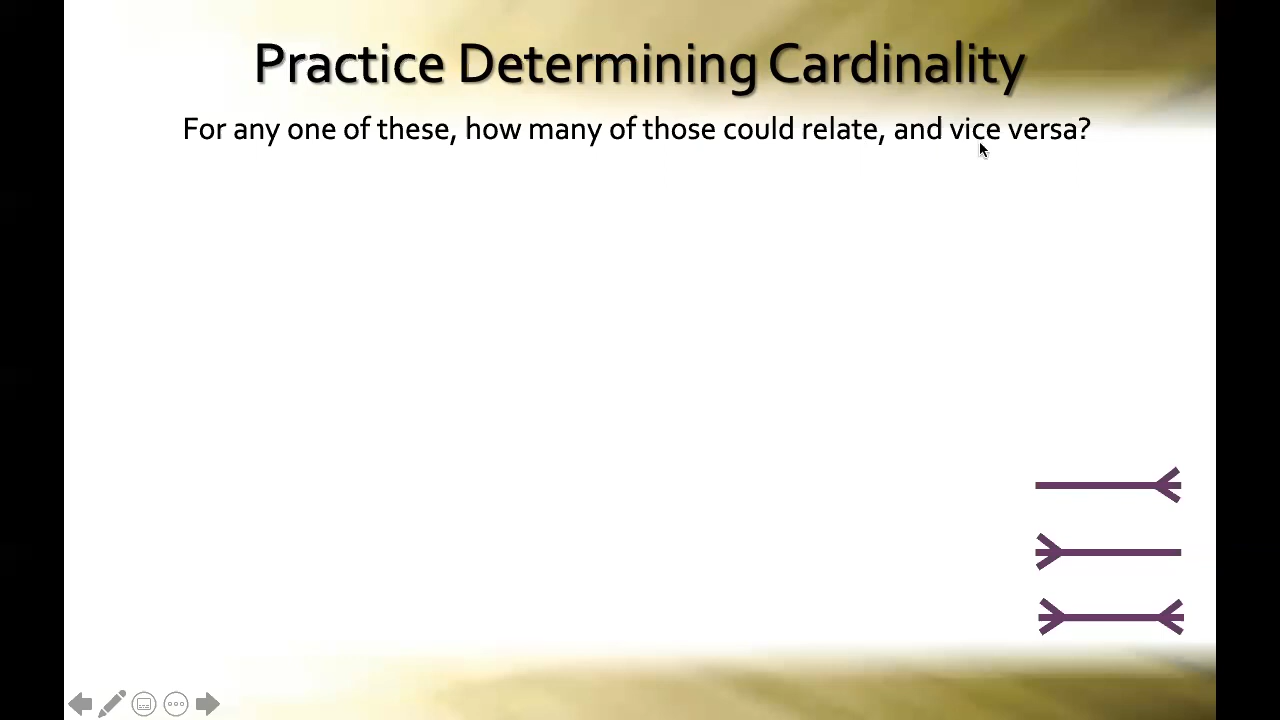 Practice Determining Cardinality
For any one of these, how many of those could relate, and vice versa?